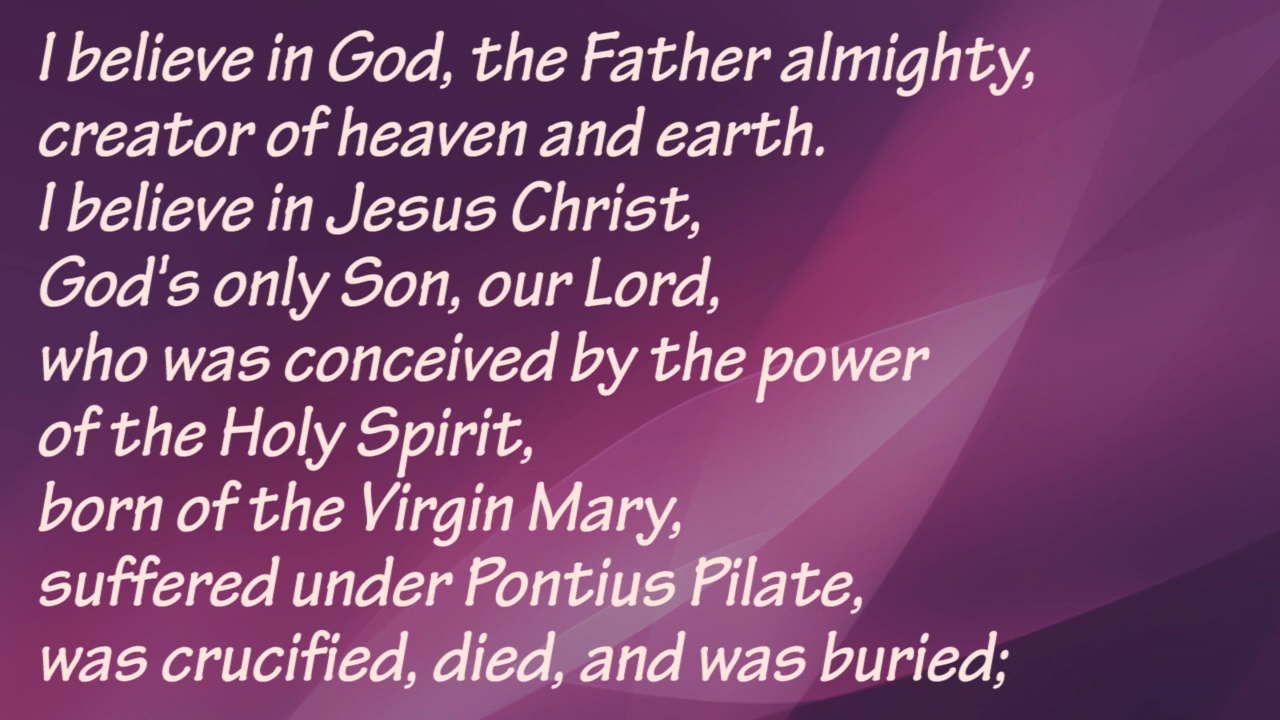 I believe in God, the Father almighty,
creator of heaven and earth.
I believe in Jesus Christ,
God's only Son, our Lord,
who was conceived by the power
of the Holy Spirit,
born of the Virgin Mary,
suffered under Pontius Pilate,
was crucified, died, and was buried;